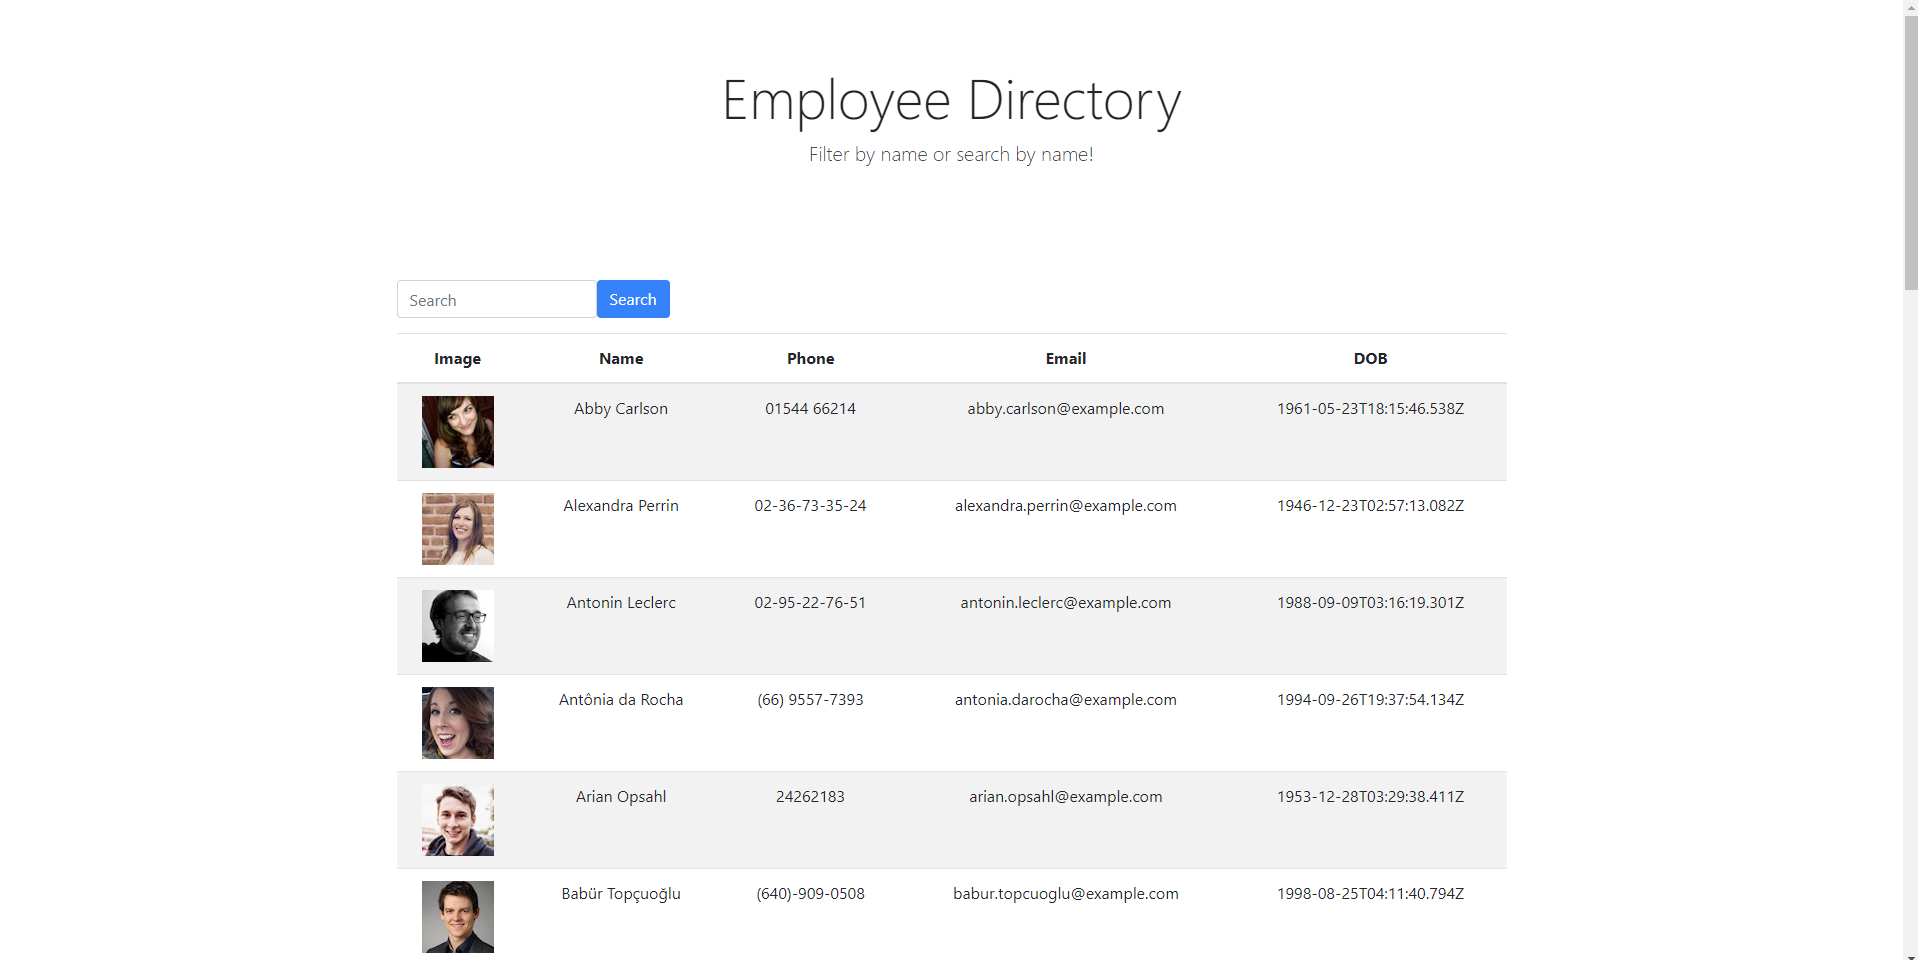 Employee Directory
Filter by name or search by name!
Search Search
Image Name Phone Email DOB
Abby Carlson 01544 66214 abby.carlson@example.com 1961-05-23T18:15:46.538Z
Alexandra Perrin 02-36-73-35-24 alexandra.perrin@example.com 1946-12-23T02:57:13.082Z
Antonin Leclerc 02-95-22-76-51 antonin.leclerc@example.com 1988-09-09T03:16:19.301Z
Antônia da Rocha (66) 9557-7393 antonia.darocha@example.com 1994-09-26T19:37:54.134Z
Arian Opsahl 24262183 arian.opsahl@example.com 1953-12-28T03:29:38.411Z
Babür Topçuoğlu (640)-909-0508 babur.topcuoglu@example.com 1998-08-25T04:11:40.794Z